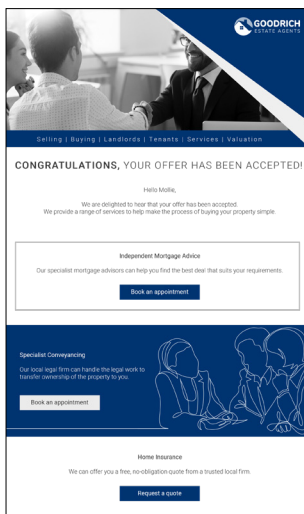 GOODRICH
ESTATE AGENTS
Selling | Buying | Landlords | Tenants | Services | Valuation
CONGRATULATIONS, YOUR OFFER HAS BEEN ACCEPTED!
Hello Mollie,
We are delighted to hear that your offer has been accepted.
We provide a range of services to help make the process of buying your property simple.
Independent Mortgage Advice
Our specialist mortgage advisors can help you find the best deal that suits your requirements.
Book an appointment
Specialist Conveyancing
Our local legal firm can handle the legal work to
transfer ownership of the property to you.
Book an appointment
Home Insurance
We can offer you a free, no-obligation quote from a trusted local firm.
Request a quote